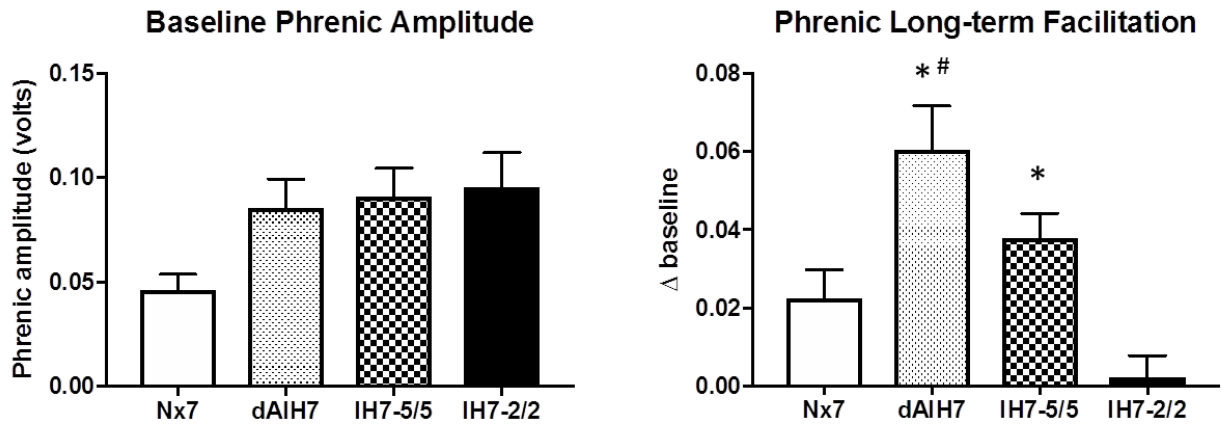 Baseline Phrenic Amplitude
Phrenic amplitude (volts)
0.15
0.10
0.05
0.00
Nx7 dAIH7 IH7-5/5 IH7-2/2
Phrenic Long-term Facilitation
Δ baseline
0.08
0.06
0.04
0.02
0.00
* #
*
Nx7 dAIH7 IH7-5/5 IH7-2/2